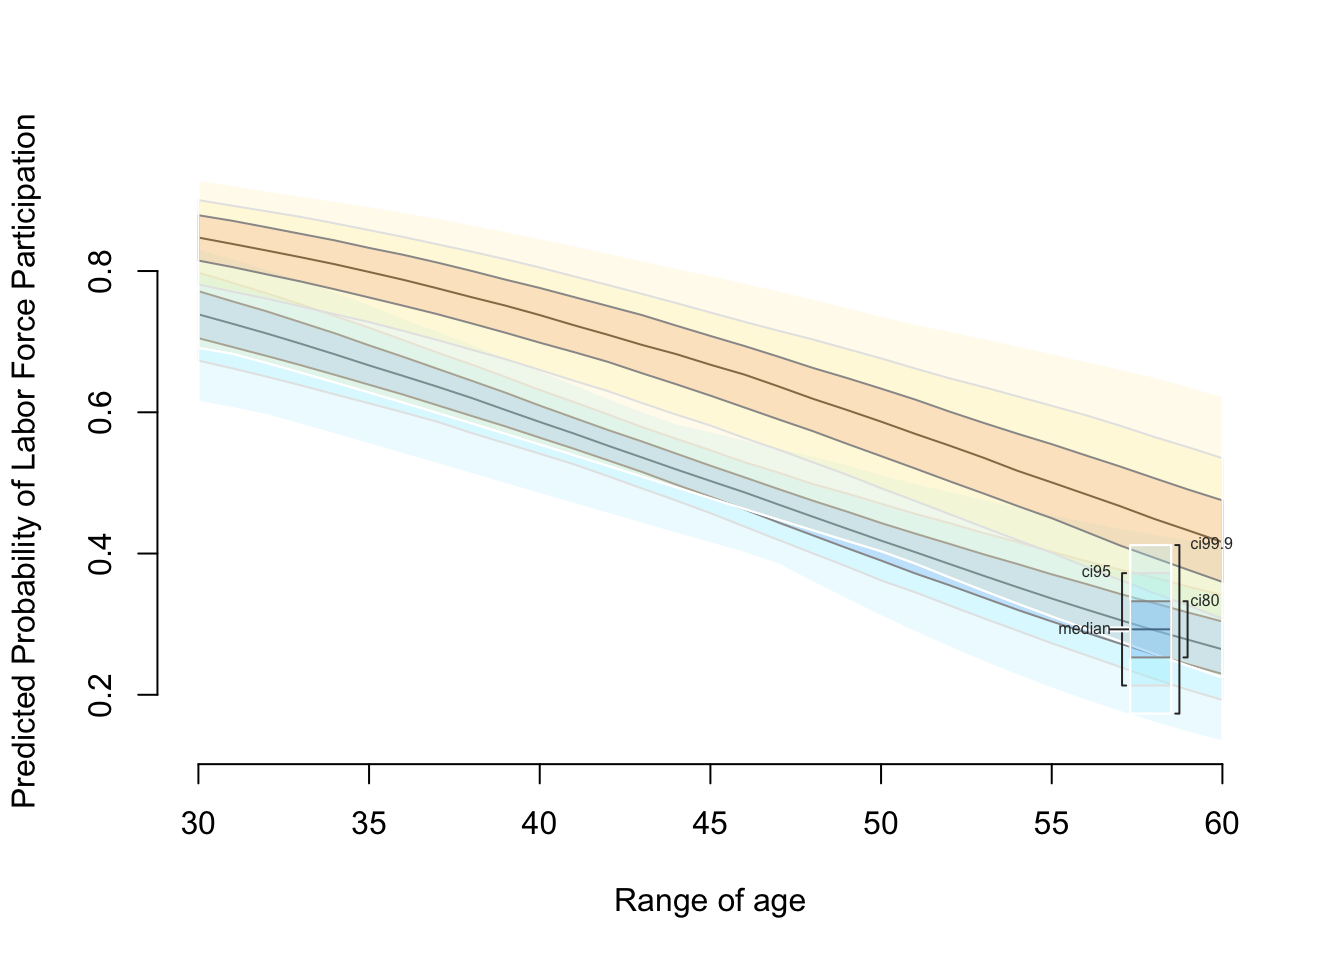 Predicted Probability of Labor Force Participation
0.8
0.6
0.4
0.2
ci99.9
ci95
ci80
median
30 35 40 45 50 55 60
Range of age